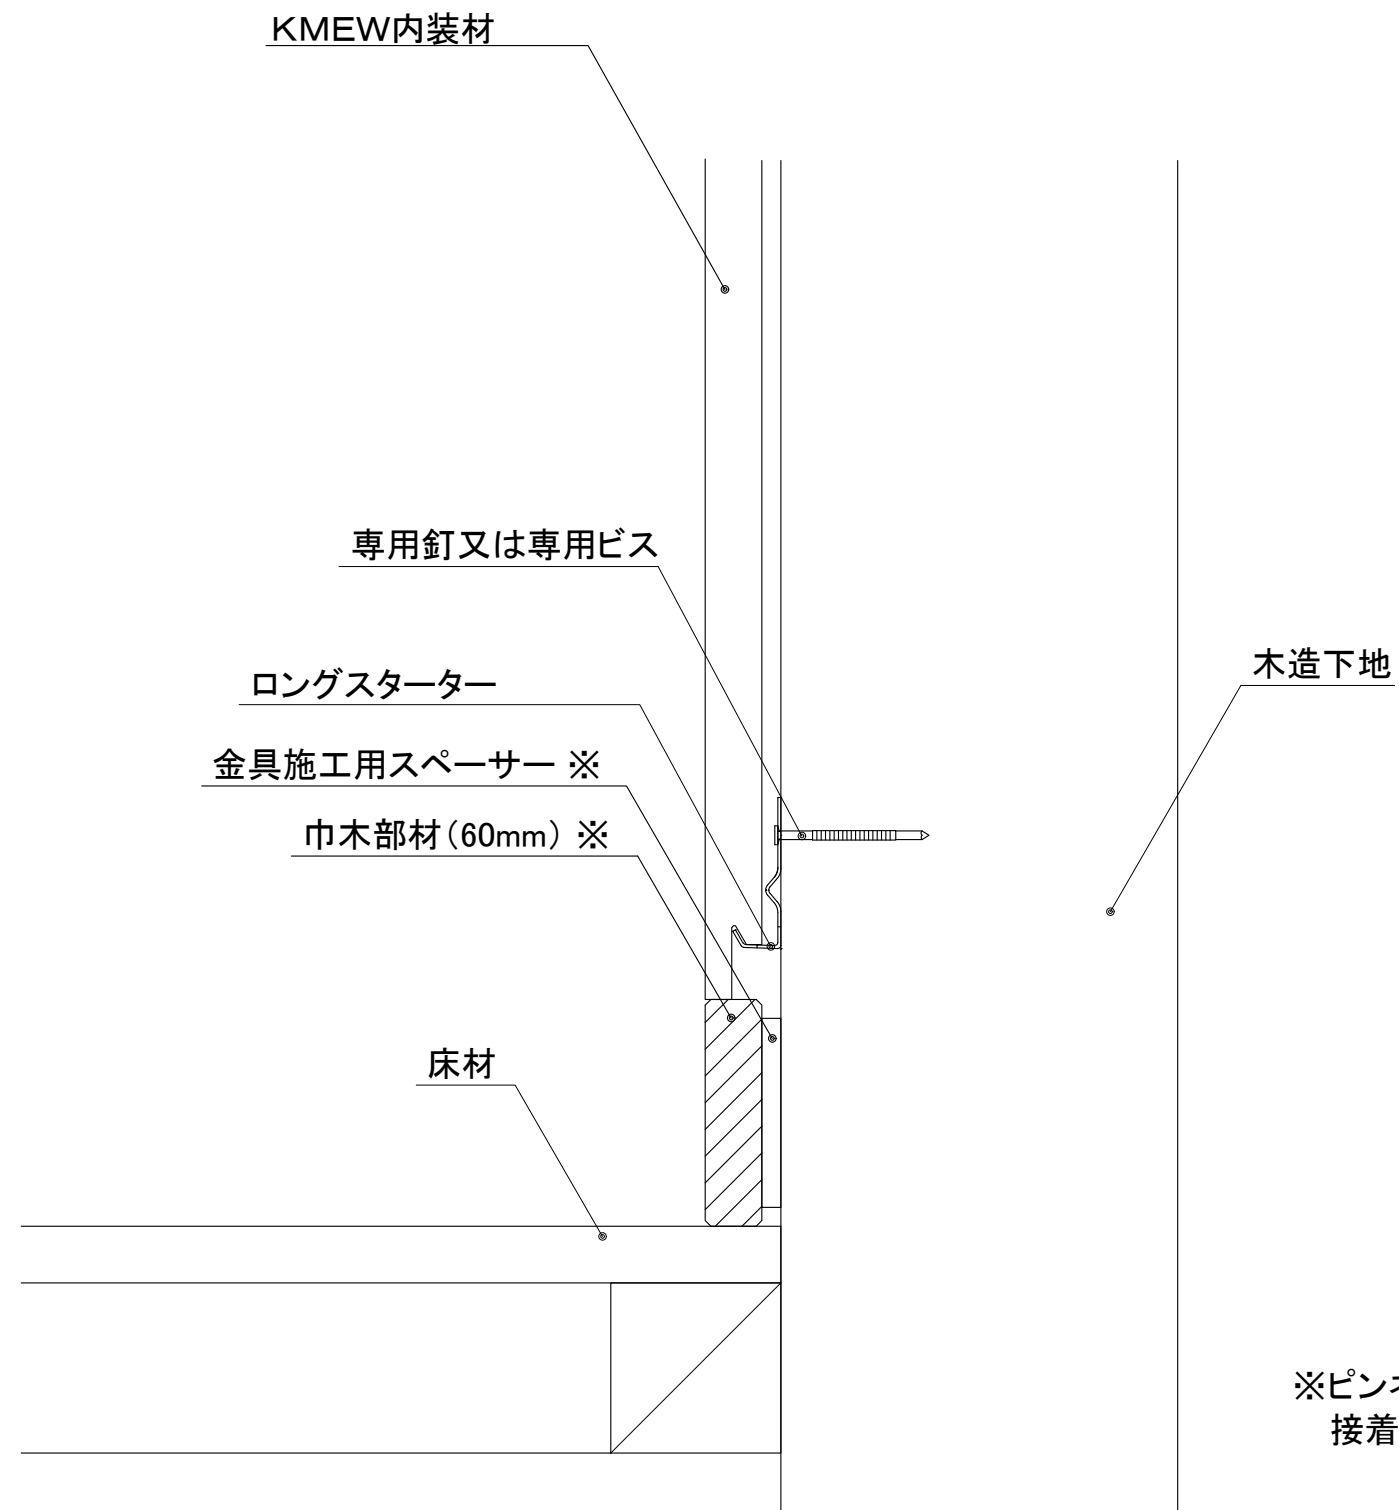 KMEW内装材
専用釘又は専用ビス
木造下地
ロングスターター
金具施工用スペーサー ※
巾木部材(60mm) ※
床材
※ピン
接着